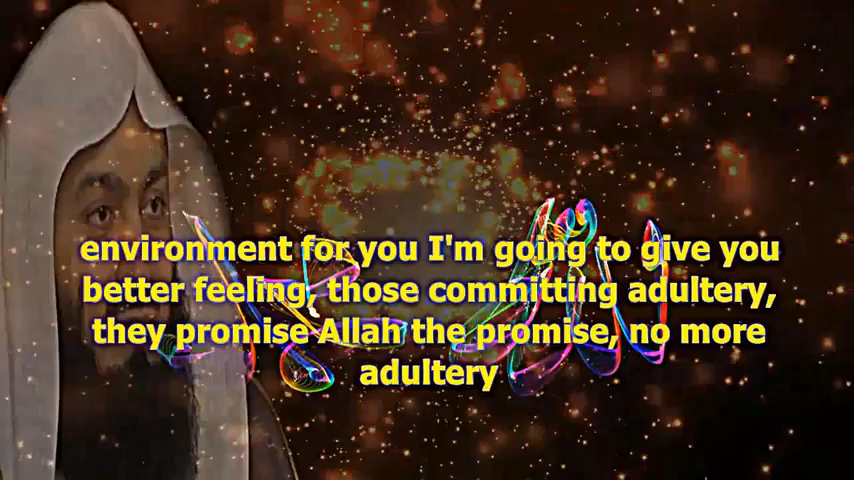 environment for you I'm going to give you
better feeling, those committing adultery,
they promise Allah the promise, no more
adultery